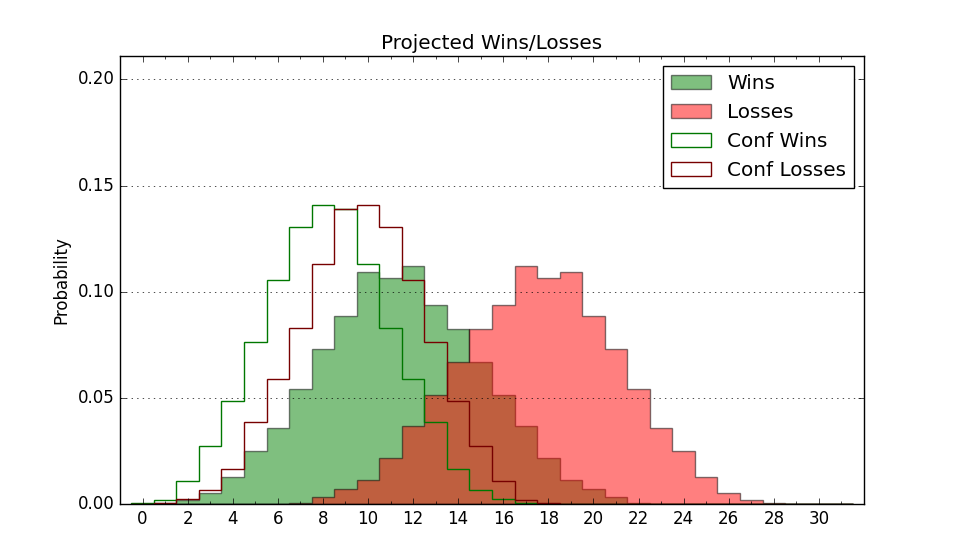 Projected Wins/Losses
Wins
Losses
Conf Wins
Conf Losses
Probability
0.20
0.15
0.10
0.05
0.00
0 2 4 6 8 10 12 14 16 18 20 22 24 26 28 30